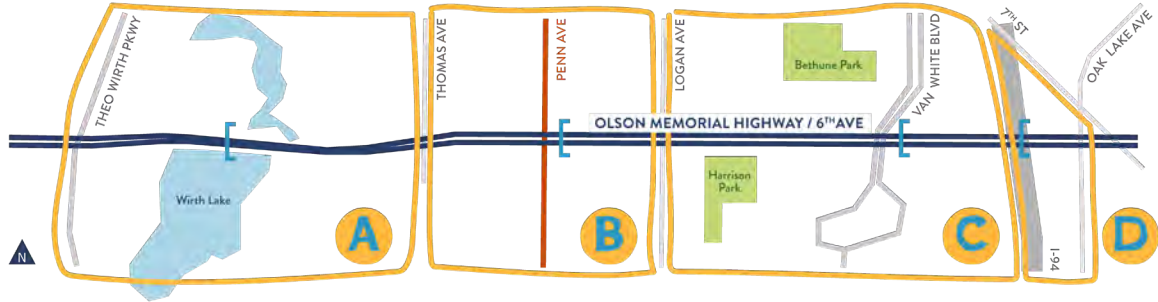 THEO WIRTH PKWY
Wirth Lake
A
THOMAS AVE
PENN AVE
B
LOGAN AVE
OLSON MEMORIAL HIGHWAY / 6TH AVE
Bethune Park
Harrison
Park
VAN WHITE BLVD
C
7TH ST
I-94
OAK LAKE AVE
D
N